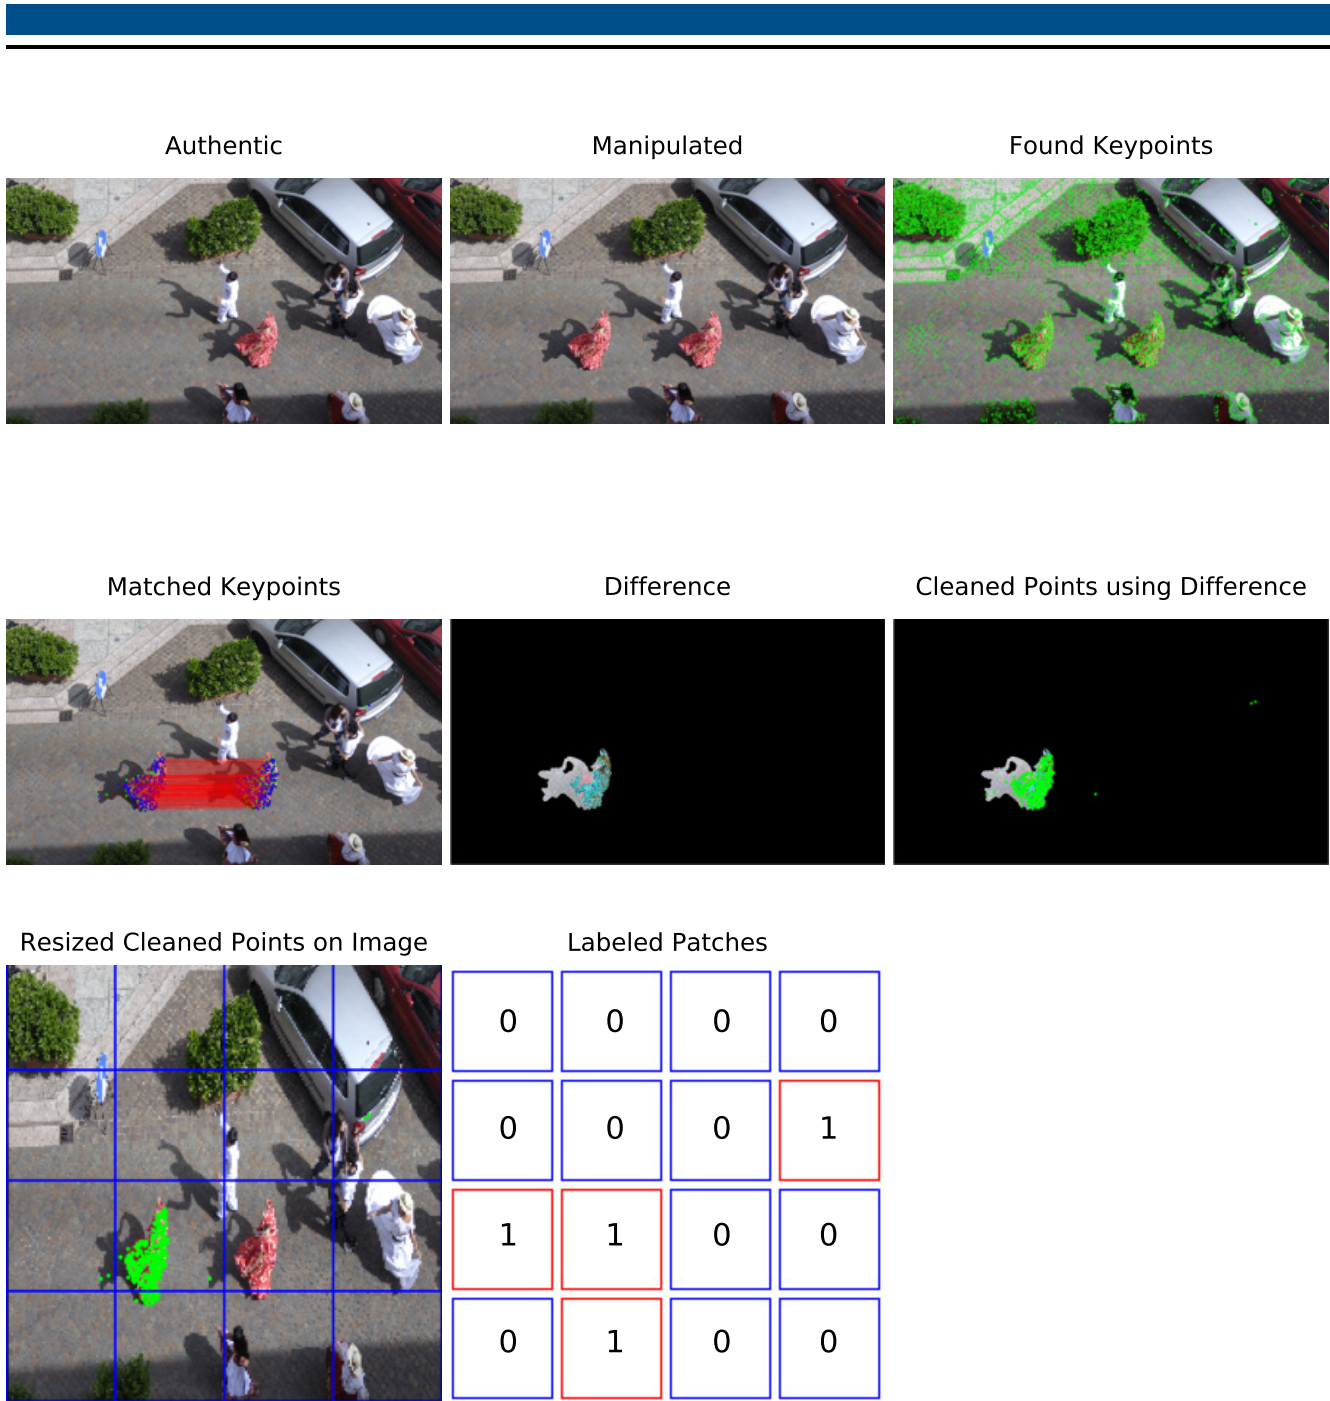 Authentic
Manipulated
Found Keypoints
Matched Keypoints
Difference
Cleaned Points using Difference
Resized Cleaned Points on Image
Labeled Patches
0 0 0 0
0 0 0 1
1 1 0 0
0 1 0 0